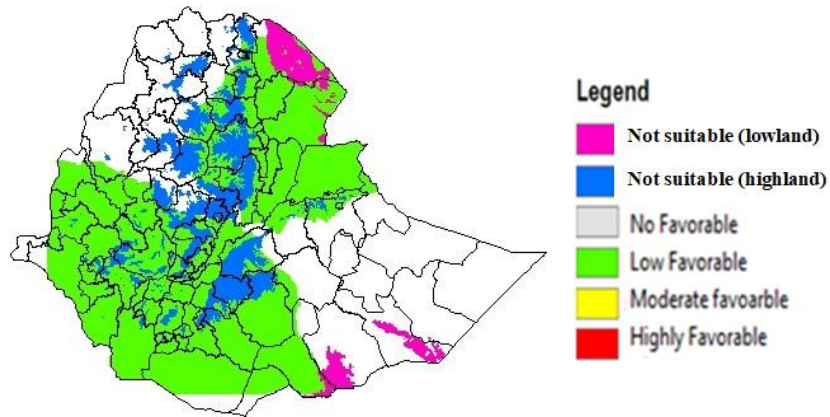 Legend
Not suitable (lowland)
Not suitable (highland)
No Favorable
Low Favorable
Moderate favoarble
Highly Favorable